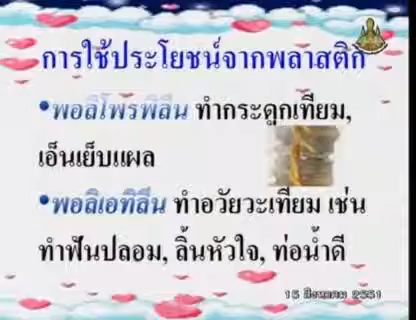 การใช้ประโยชน์จากพลาสติก
•พอลิโพรพิลีน ทำกระดูกเทียม,
เอ็นเย็บแผล
•พอลิเอทิลีน ทำอวัยวะเทียม เช่น
ทำฟันปลอม, ลิ้นหัวใจ, ท่อน้ำดี
15 สิงหาคม 2551